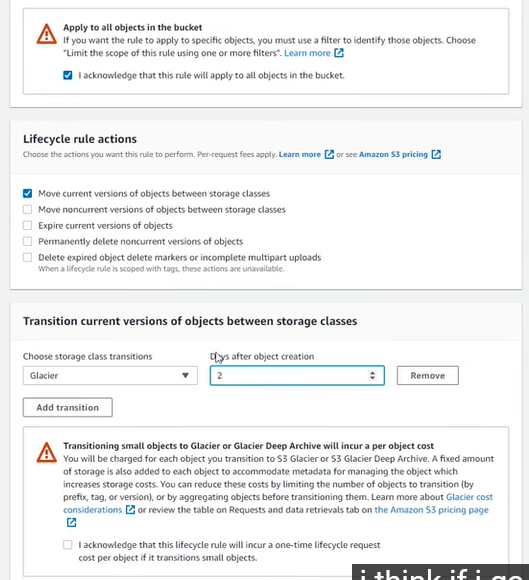 Apply to all objects in the bucket
If you want the rule to apply to specific objects, you must use a filter to identify those objects. Choose
"Limit the scope of this rule using one or more filters". Learn more
I acknowledge that this rule will apply to all objects in the bucket.
Lifecycle rule actions
Choose the actions you want this rule to perform. Per-request fees apply. Learn more or see Amazon S3 pricing
Move current versions of objects between storage classes
Move noncurrent versions of objects between storage classes
Expire current versions of objects
Permanently delete noncurrent versions of objects
Delete expired object delete markers or incomplete multipart uploads
When a lifecycle rule is scoped with tags, these actions are unavailable.
Transition current versions of objects between storage classes
Choose storage class transitions
Days after object creation
Glacier
2
Remove
Add transition
Transitioning small objects to Glacier or Glacier Deep Archive will incur a per object cost
You will be charged for each object you transition to S3 Glacier or S3 Glacier Deep Archive. A fixed amount
of storage is also added to each object to accommodate metadata for managing the object which
increases storage costs. You can reduce these costs by limiting the number of objects to transition (by
prefix, tag, or version), or by aggregating objects before transitioning them. Learn more about Glacier cost
considerations or review the table on Requests and data retrievals tab on the Amazon S3 pricing page
I acknowledge that this lifecycle rule will incur a one-time lifecycle request
cost per object if it transitions small objects.
i think if i go